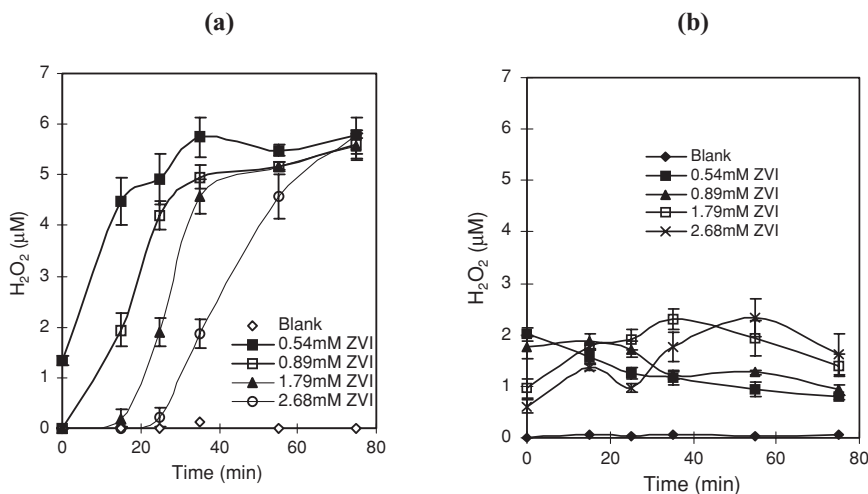 (a)
7
6
5
4
3
2
1
0
H₂O₂ (μM)
0
20
40
60
80
Time (min)
Blank
0.54mM ZVI
0.89mM ZVI
1.79mM ZVI
2.68mM ZVI
(b)
7
6
5
4
3
2
1
0
H₂O₂ (μM)
0
20
40
60
80
Time (min)
Blank
0.54mM ZVI
0.89mM ZVI
1.79mM ZVI
2.68mM ZVI